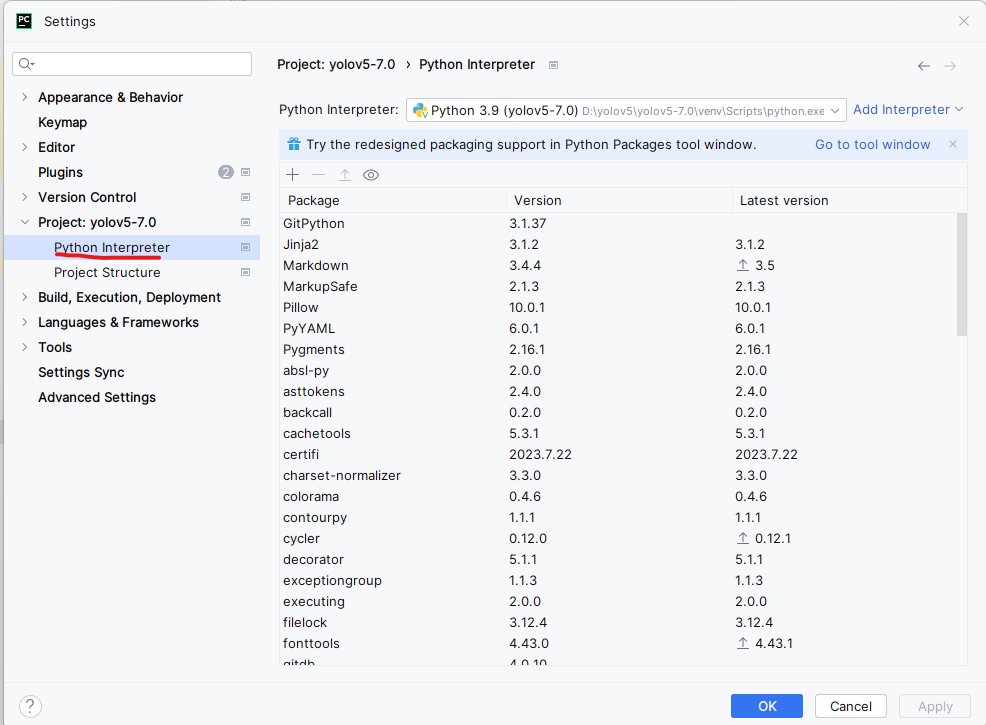 PC Settings
Project: yolov5-7.0 › Python Interpreter
Appearance & Behavior
Keymap
Editor
Plugins 2
Version Control
Project: yolov5-7.0
Python Interpreter
Project Structure
Build, Execution, Deployment
Languages & Frameworks
Tools
Settings Sync
Advanced Settings
Python Interpreter: Python 3.9 (yolov5-7.0) D:\yolov5\yolov5-7.0\venv\Scripts\python.exe Add Interpreter
Try the redesigned packaging support in Python Packages tool window. Go to tool window
Package Version Latest version
GitPython 3.1.37
Jinja2 3.1.2 3.1.2
Markdown 3.4.4 3.5
MarkupSafe 2.1.3 2.1.3
Pillow 10.0.1 10.0.1
PyYAML 6.0.1 6.0.1
Pygments 2.16.1 2.16.1
absl-py 2.0.0 2.0.0
asttokens 2.4.0 2.4.0
backcall 0.2.0 0.2.0
cachetools 5.3.1 5.3.1
certifi 2023.7.22 2023.7.22
charset-normalizer 3.3.0 3.3.0
colorama 0.4.6 0.4.6
contourpy 1.1.1 1.1.1
cycler 0.12.0 0.12.1
decorator 5.1.1 5.1.1
exceptiongroup 1.1.3 1.1.3
executing 2.0.0 2.0.0
filelock 3.12.4 3.12.4
fonttools 4.43.0 4.43.1
gitdb 4.0.10
? OK Cancel Apply